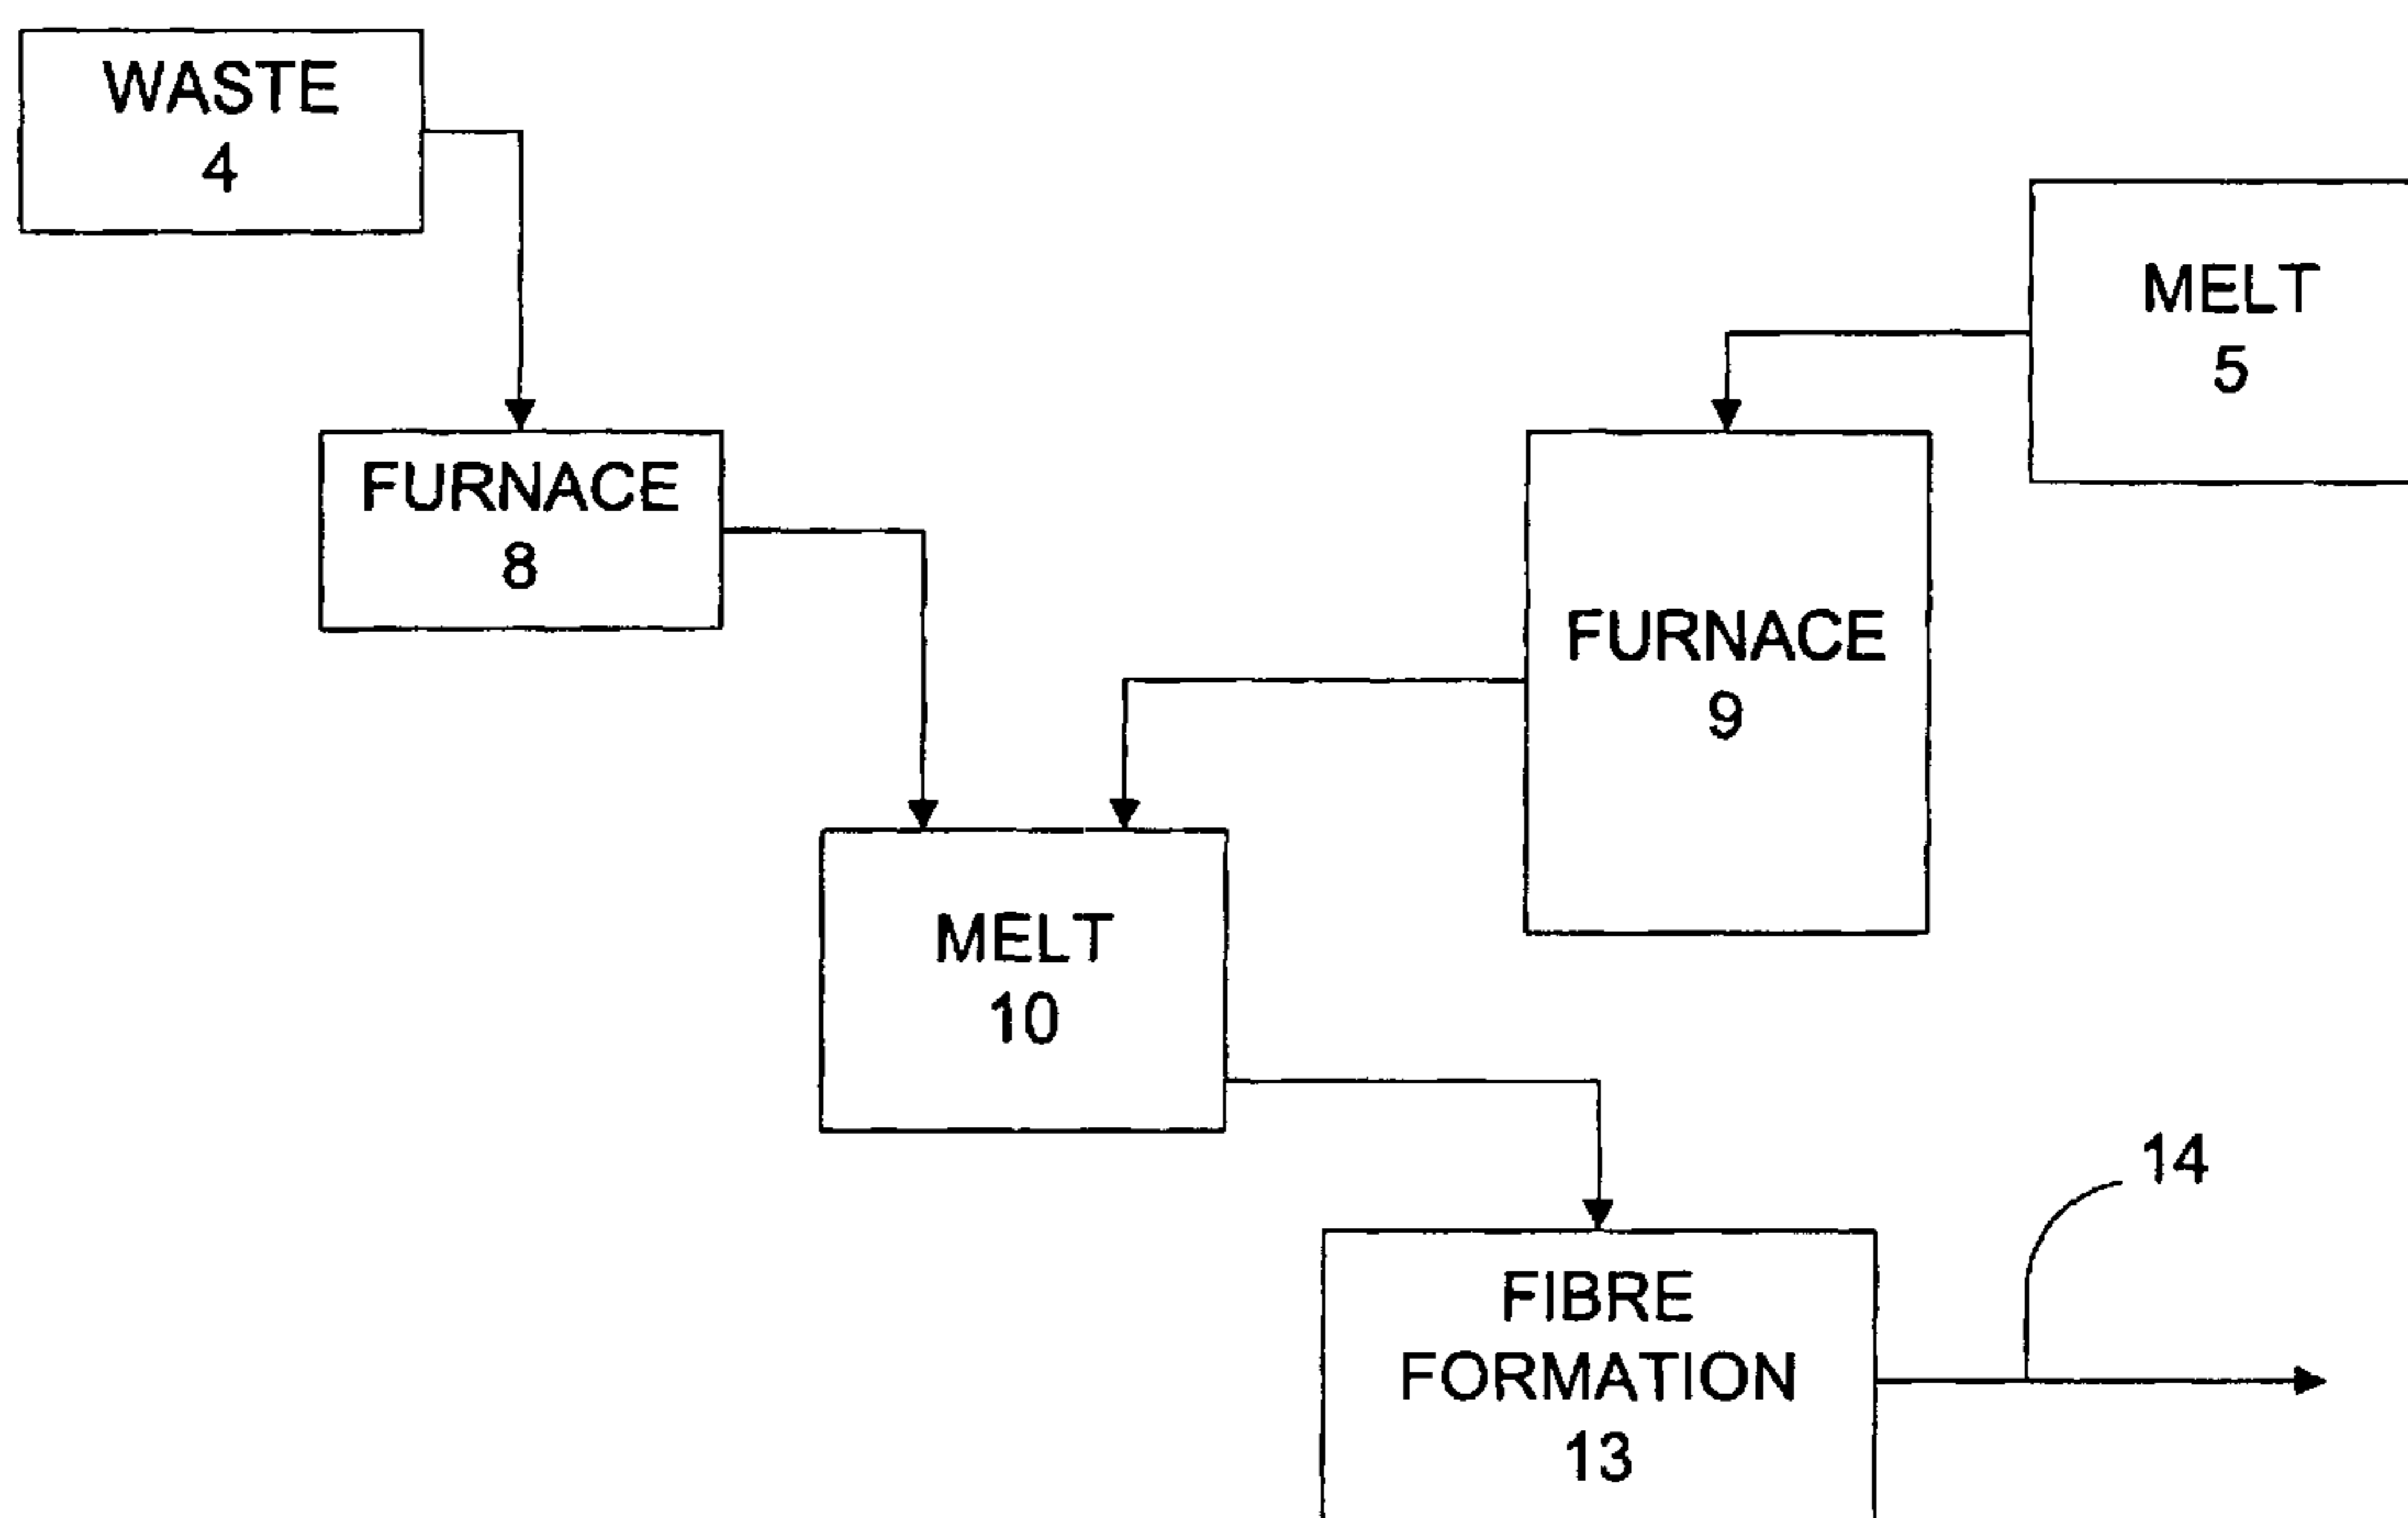 WASTE
4
MELT
5
FURNACE
8
FURNACE
9
MELT
10
14
FIBRE
FORMATION
13